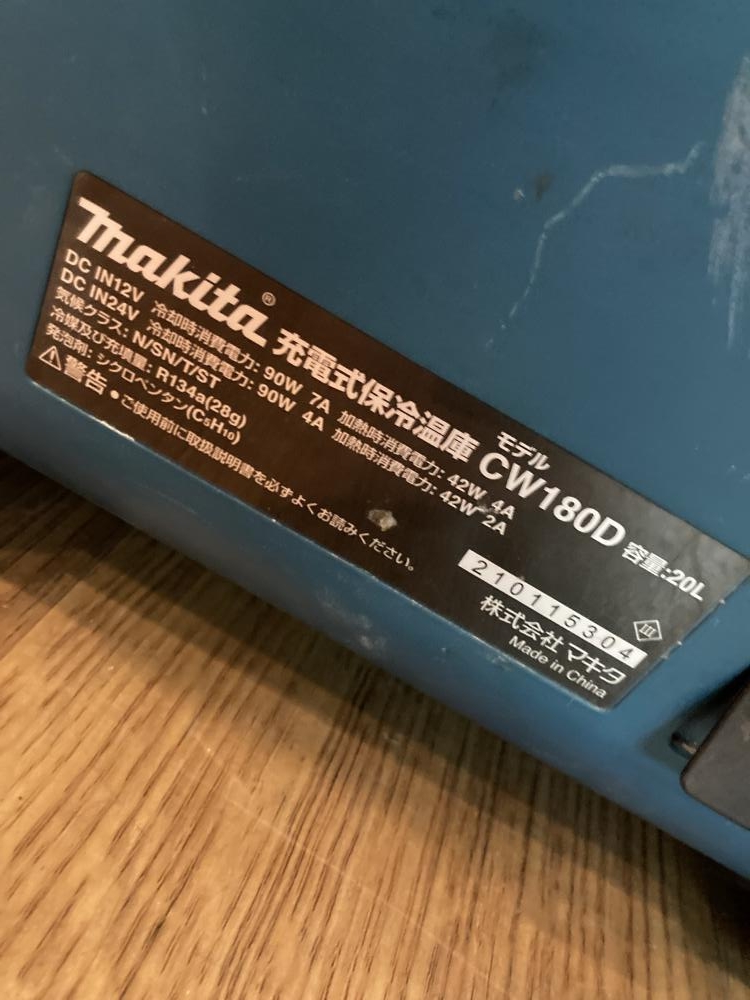 makita® 充電式保冷温庫 モデル CW180D 容量:20L
DC IN12V 冷却時消費電力: 90W 7A 加熱時消費電力: 42W 4A
DC IN24V 冷却時消費電力: 90W 4A 加熱時消費電力: 42W 2A
気候クラス: N/SN/T/ST
冷媒及び充填量: R134a(28g)
発泡剤: シクロペンタン(C₅H₁₀)
⚠警告 •ご使用前に取扱説明書を必ずよくお読みください。
210115304
株式会社 マキタ
Made in China
III